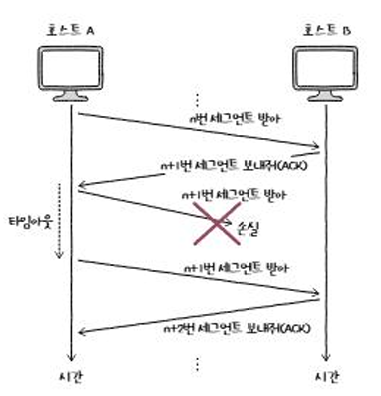 호스트 A
호스트 B
n번 세그먼트 받아
n+1번 세그먼트 보내줘(ACK)
n+1번 세그먼트 받아
타임아웃
손실
n+1번 세그먼트 받아
n+2번 세그먼트 보내줘(ACK)
시간
시간